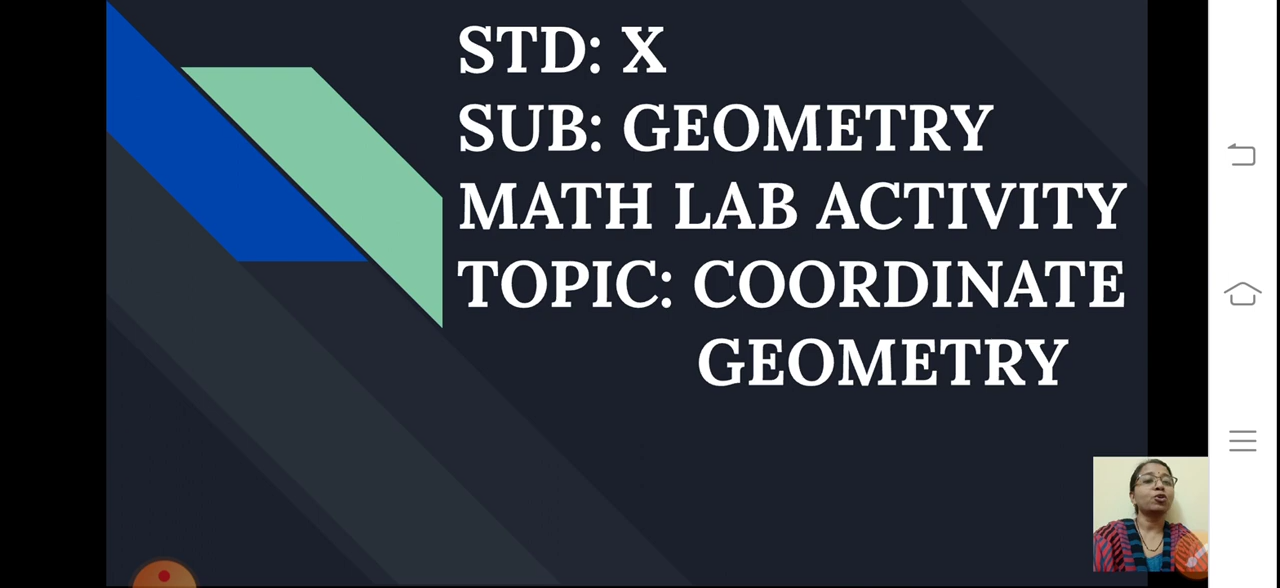 STD: X
SUB: GEOMETRY
MATH LAB ACTIVITY
TOPIC: COORDINATE
GEOMETRY